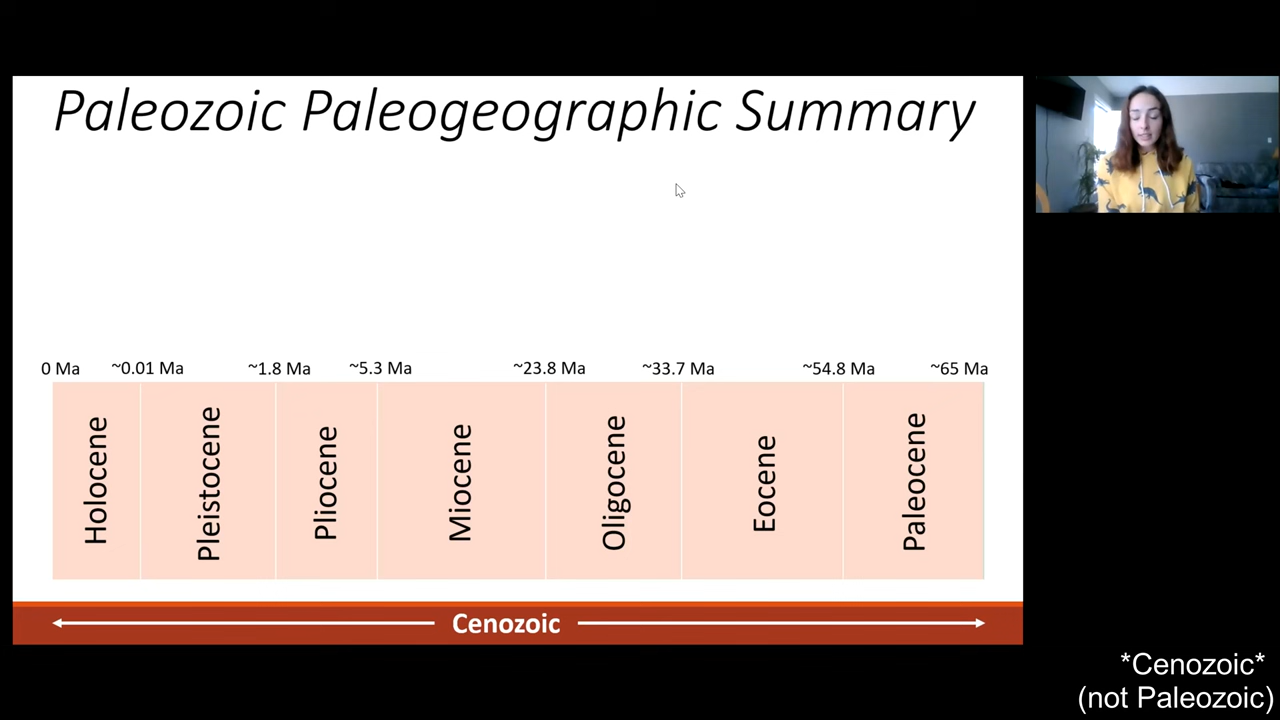 Paleozoic Paleogeographic Summary
0 Ma ~0.01 Ma ~1.8 Ma ~5.3 Ma ~23.8 Ma ~33.7 Ma ~54.8 Ma ~65 Ma
Holocene
Pleistocene
Pliocene
Miocene
Oligocene
Eocene
Paleocene
Cenozoic
*Cenozoic*
(not Paleozoic)